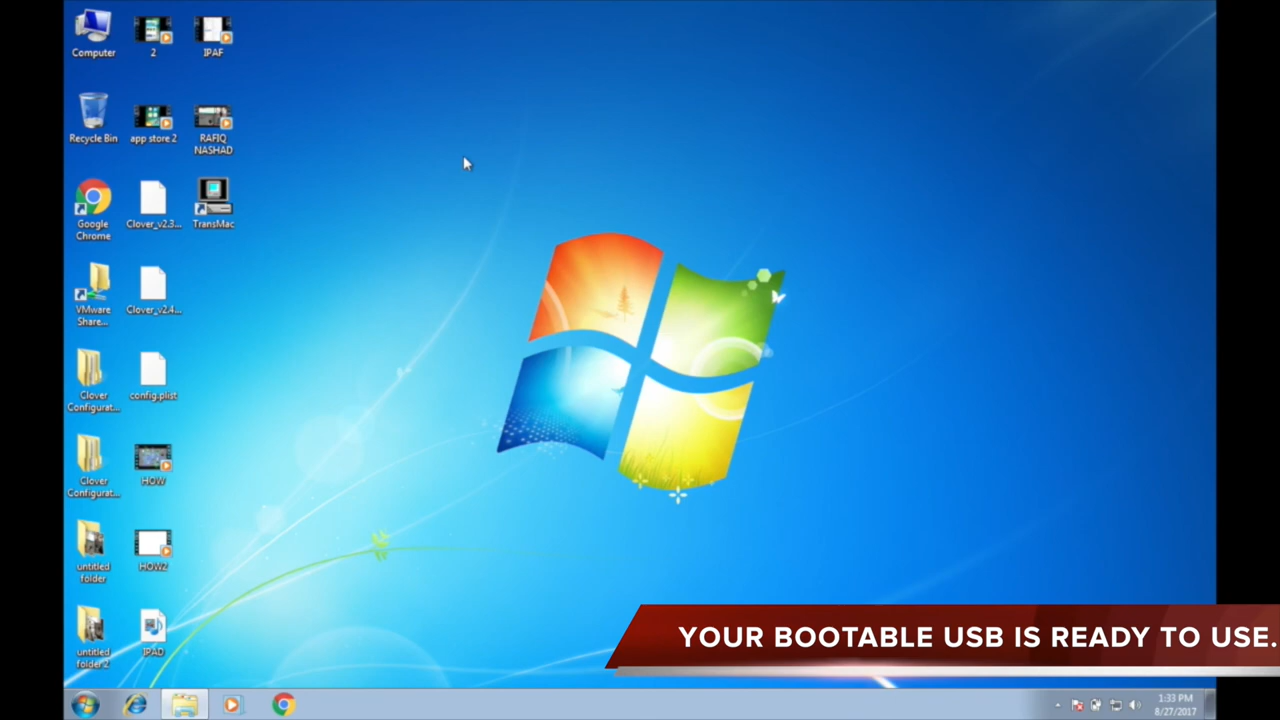 Computer
2
IPAF
Recycle Bin
app store 2
RAFIQ
NASHAD
Google
Chrome
Clover_v2.3...
TransMac
VMware
Share...
Clover_v2.4...
Clover
Configurat...
config.plist
Clover
Configurat...
HOW
untitled
folder
HOW2
untitled
folder 2
IPAD
YOUR BOOTABLE USB IS READY TO USE.
1:33 PM
8/27/2017